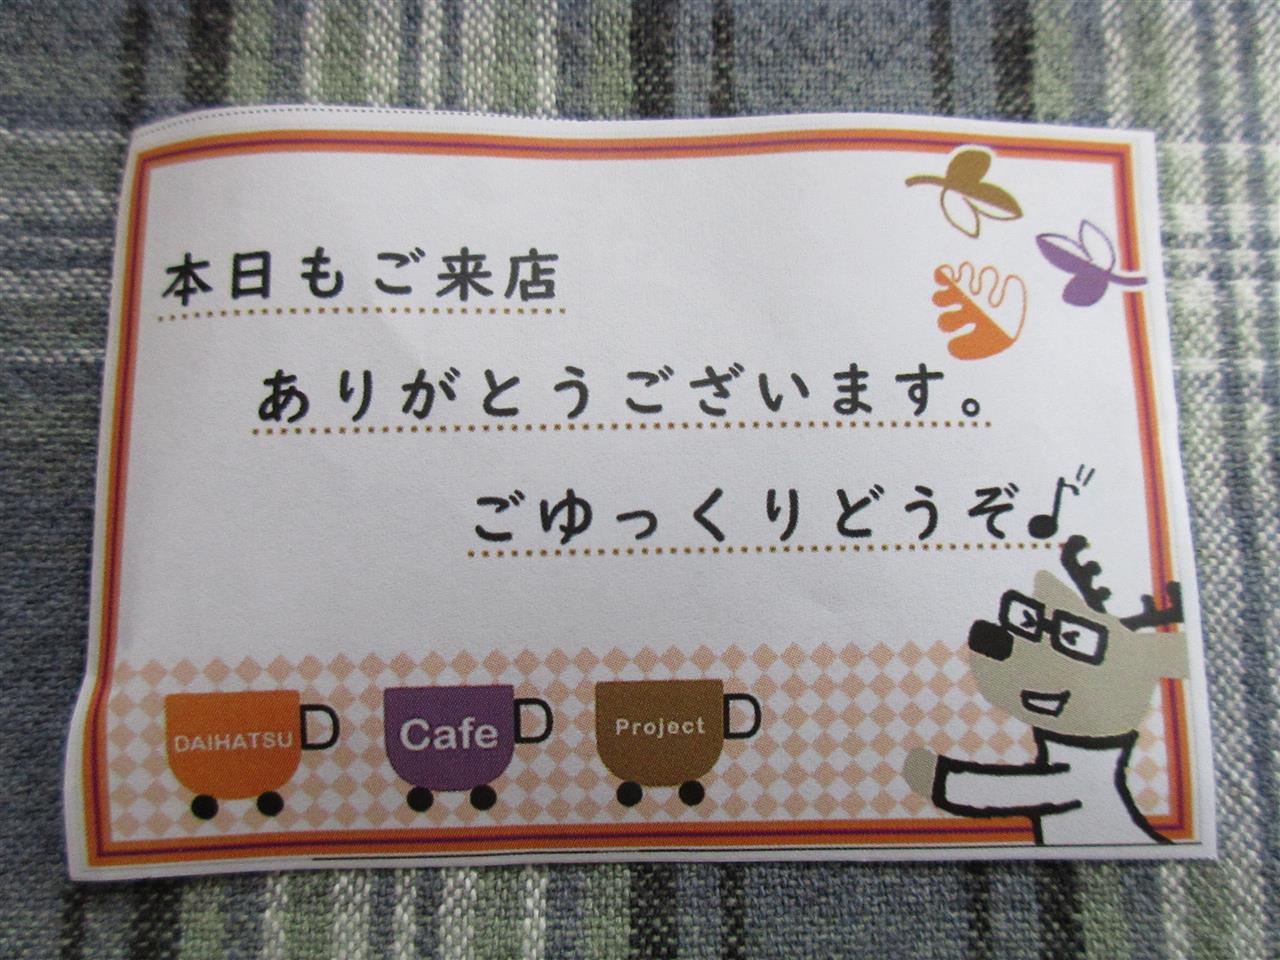 本日もご来店
ありがとうございます。
ごゆっくりどうぞ♪
DAIHATSU
Cafe
Project